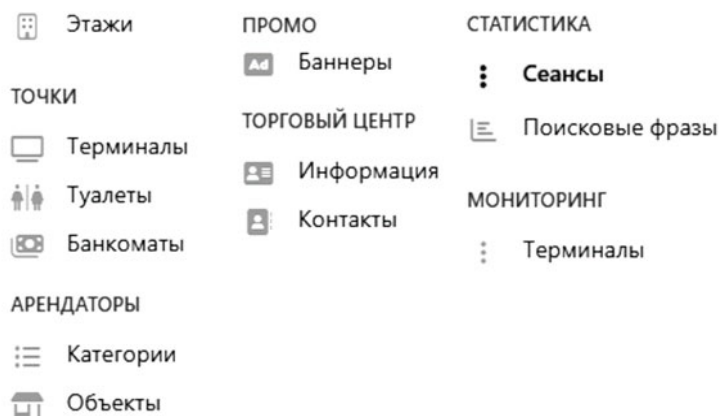 Этажи
ТОЧКИ
Терминалы
Туалеты
Банкоматы
АРЕНДАТОРЫ
Категории
Объекты
ПРОМО
Ad Баннеры
ТОРГОВЫЙ ЦЕНТР
Информация
Контакты
СТАТИСТИКА
Сеансы
Поисковые фразы
МОНИТОРИНГ
Терминалы